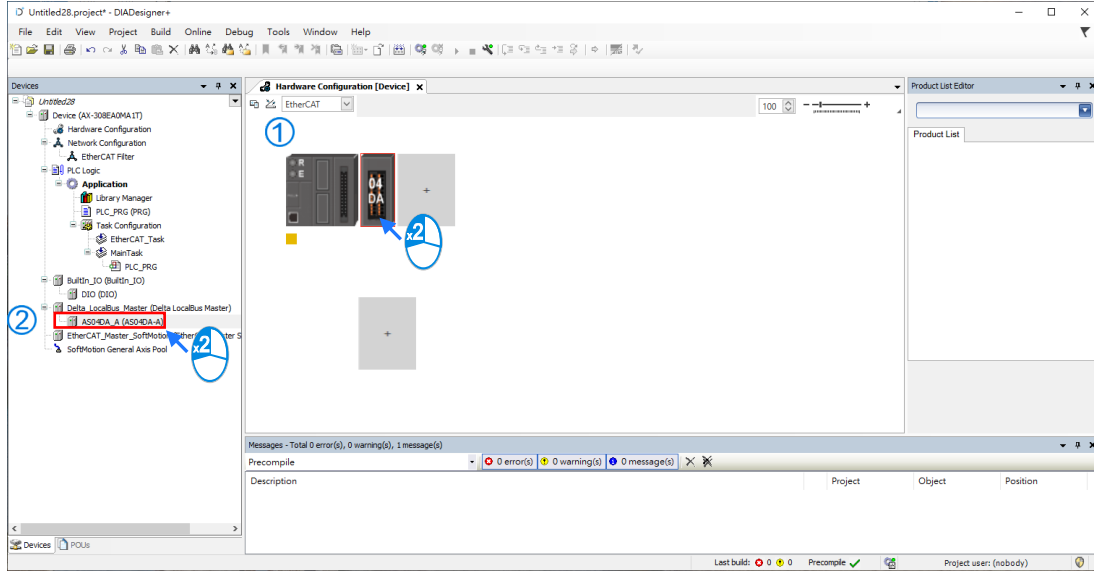 Untitled28.project* - DIADesigner+
File Edit View Project Build Online Debug Tools Window Help
Devices
Untitled28
Device (AX-308EA0MA1T)
Hardware Configuration
Network Configuration
EtherCAT Filter
PLC Logic
Application
Library Manager
PLC_PRG (PRG)
Task Configuration
EtherCAT_Task
MainTask
PLC_PRG
BuiltIn_IO (BuiltIn_IO)
DIO (DIO)
Delta_LocalBus_Master (Delta LocalBus Master)
② AS04DA_A (AS04DA-A)
x2
EtherCAT_Master_SoftMotion
SoftMotion General Axis Pool
Devices POUs
Hardware Configuration [Device]
EtherCAT
100
①
R
E
04
DA
+
x2
+
Product List Editor
Product List
Messages - Total 0 error(s), 0 warning(s), 1 message(s)
Precompile 0 error(s) 0 warning(s) 0 message(s)
Description Project Object Position
Last build: 0 0 Precompile Project user: (nobody)